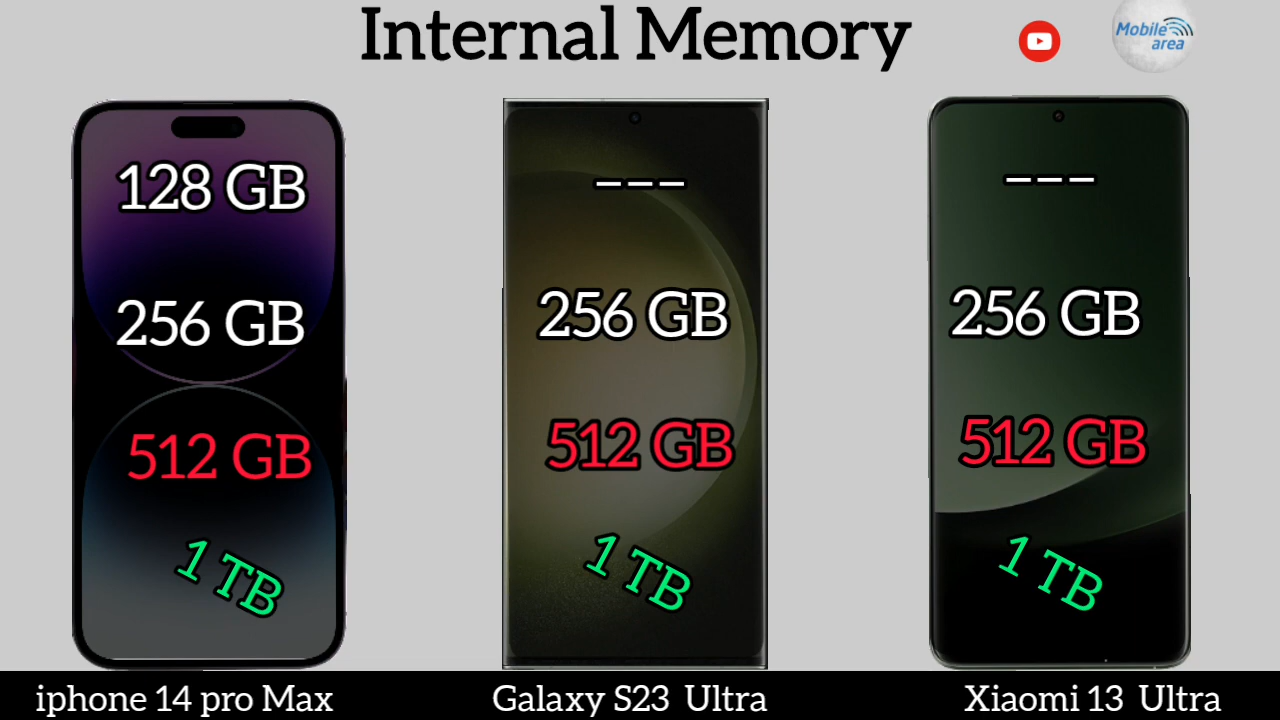 Internal Memory
Mobile
area
128 GB
256 GB
512 GB
1 TB
iphone 14 pro Max
---
256 GB
512 GB
1 TB
Galaxy S23 Ultra
---
256 GB
512 GB
1 TB
Xiaomi 13 Ultra